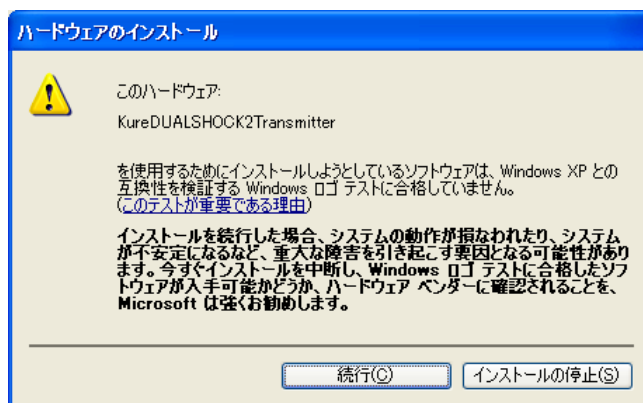 ハードウェアのインストール
このハードウェア:
KureDUALSHOCK2Transmitter
を使用するためにインストールしようとしているソフトウェアは、Windows XP との
互換性を検証する Windows ロゴ テストに合格していません。
(このテストが重要である理由)
インストールを続行した場合、システムの動作が損なわれたり、システム
が不安定になるなど、重大な障害を引き起こす要因となる可能性があり
ます。今すぐインストールを中断し、Windows ロゴ テストに合格したソフ
トウェアが入手可能かどうか、ハードウェア ベンダーに確認されることを、
Microsoft は強くお勧めします。
続行(C)
インストールの停止(S)